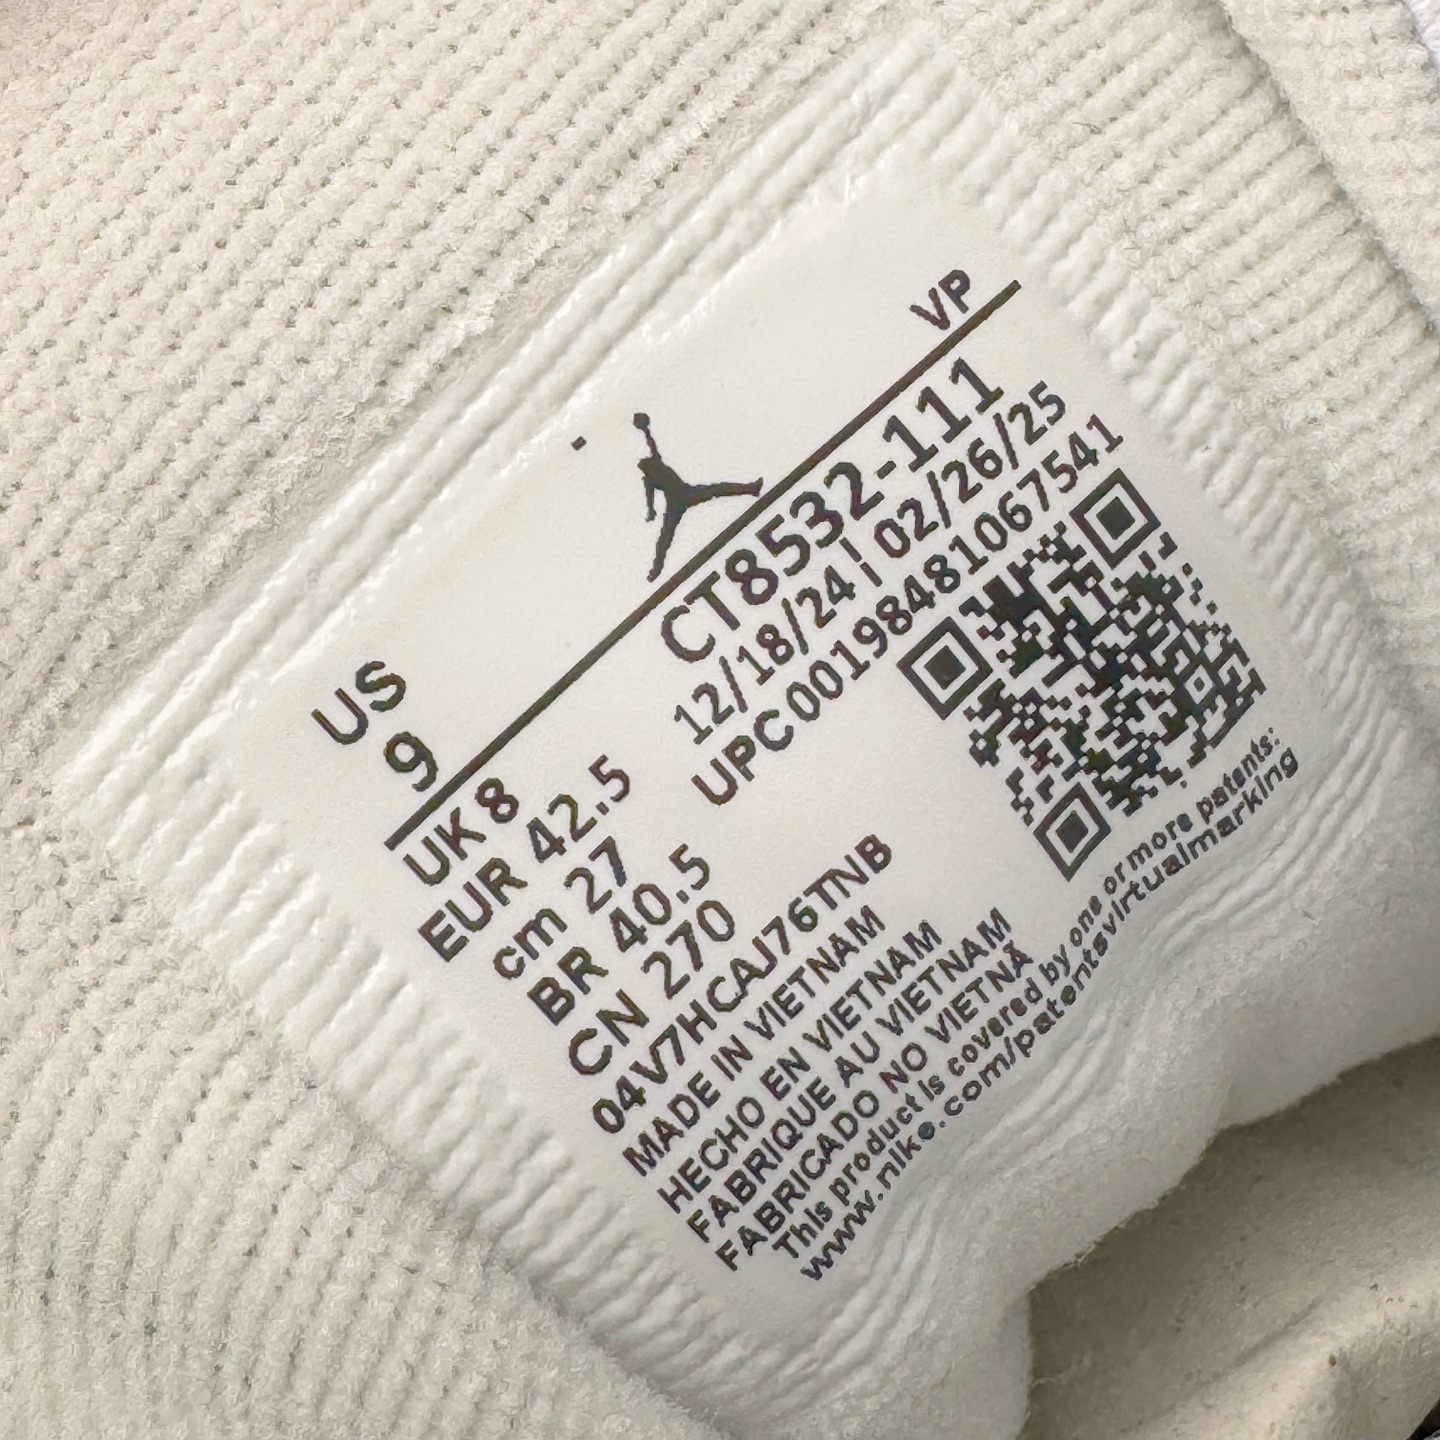 US
9
VP
UK 8
EUR 42.5
cm 27
BR 40.5
CN 270
CT8532-111
12/18/24 | 02/26/25
UPC00198481067541
04V7HCAJ76TNB
MADE IN VIETNAM
HECHO EN VIETNAM
FABRIQUE AU VIETNAM
FABRICADO NO VIETNÃ
This product is covered by one or more patents:
www.nike.com/patentsvirtualmarking